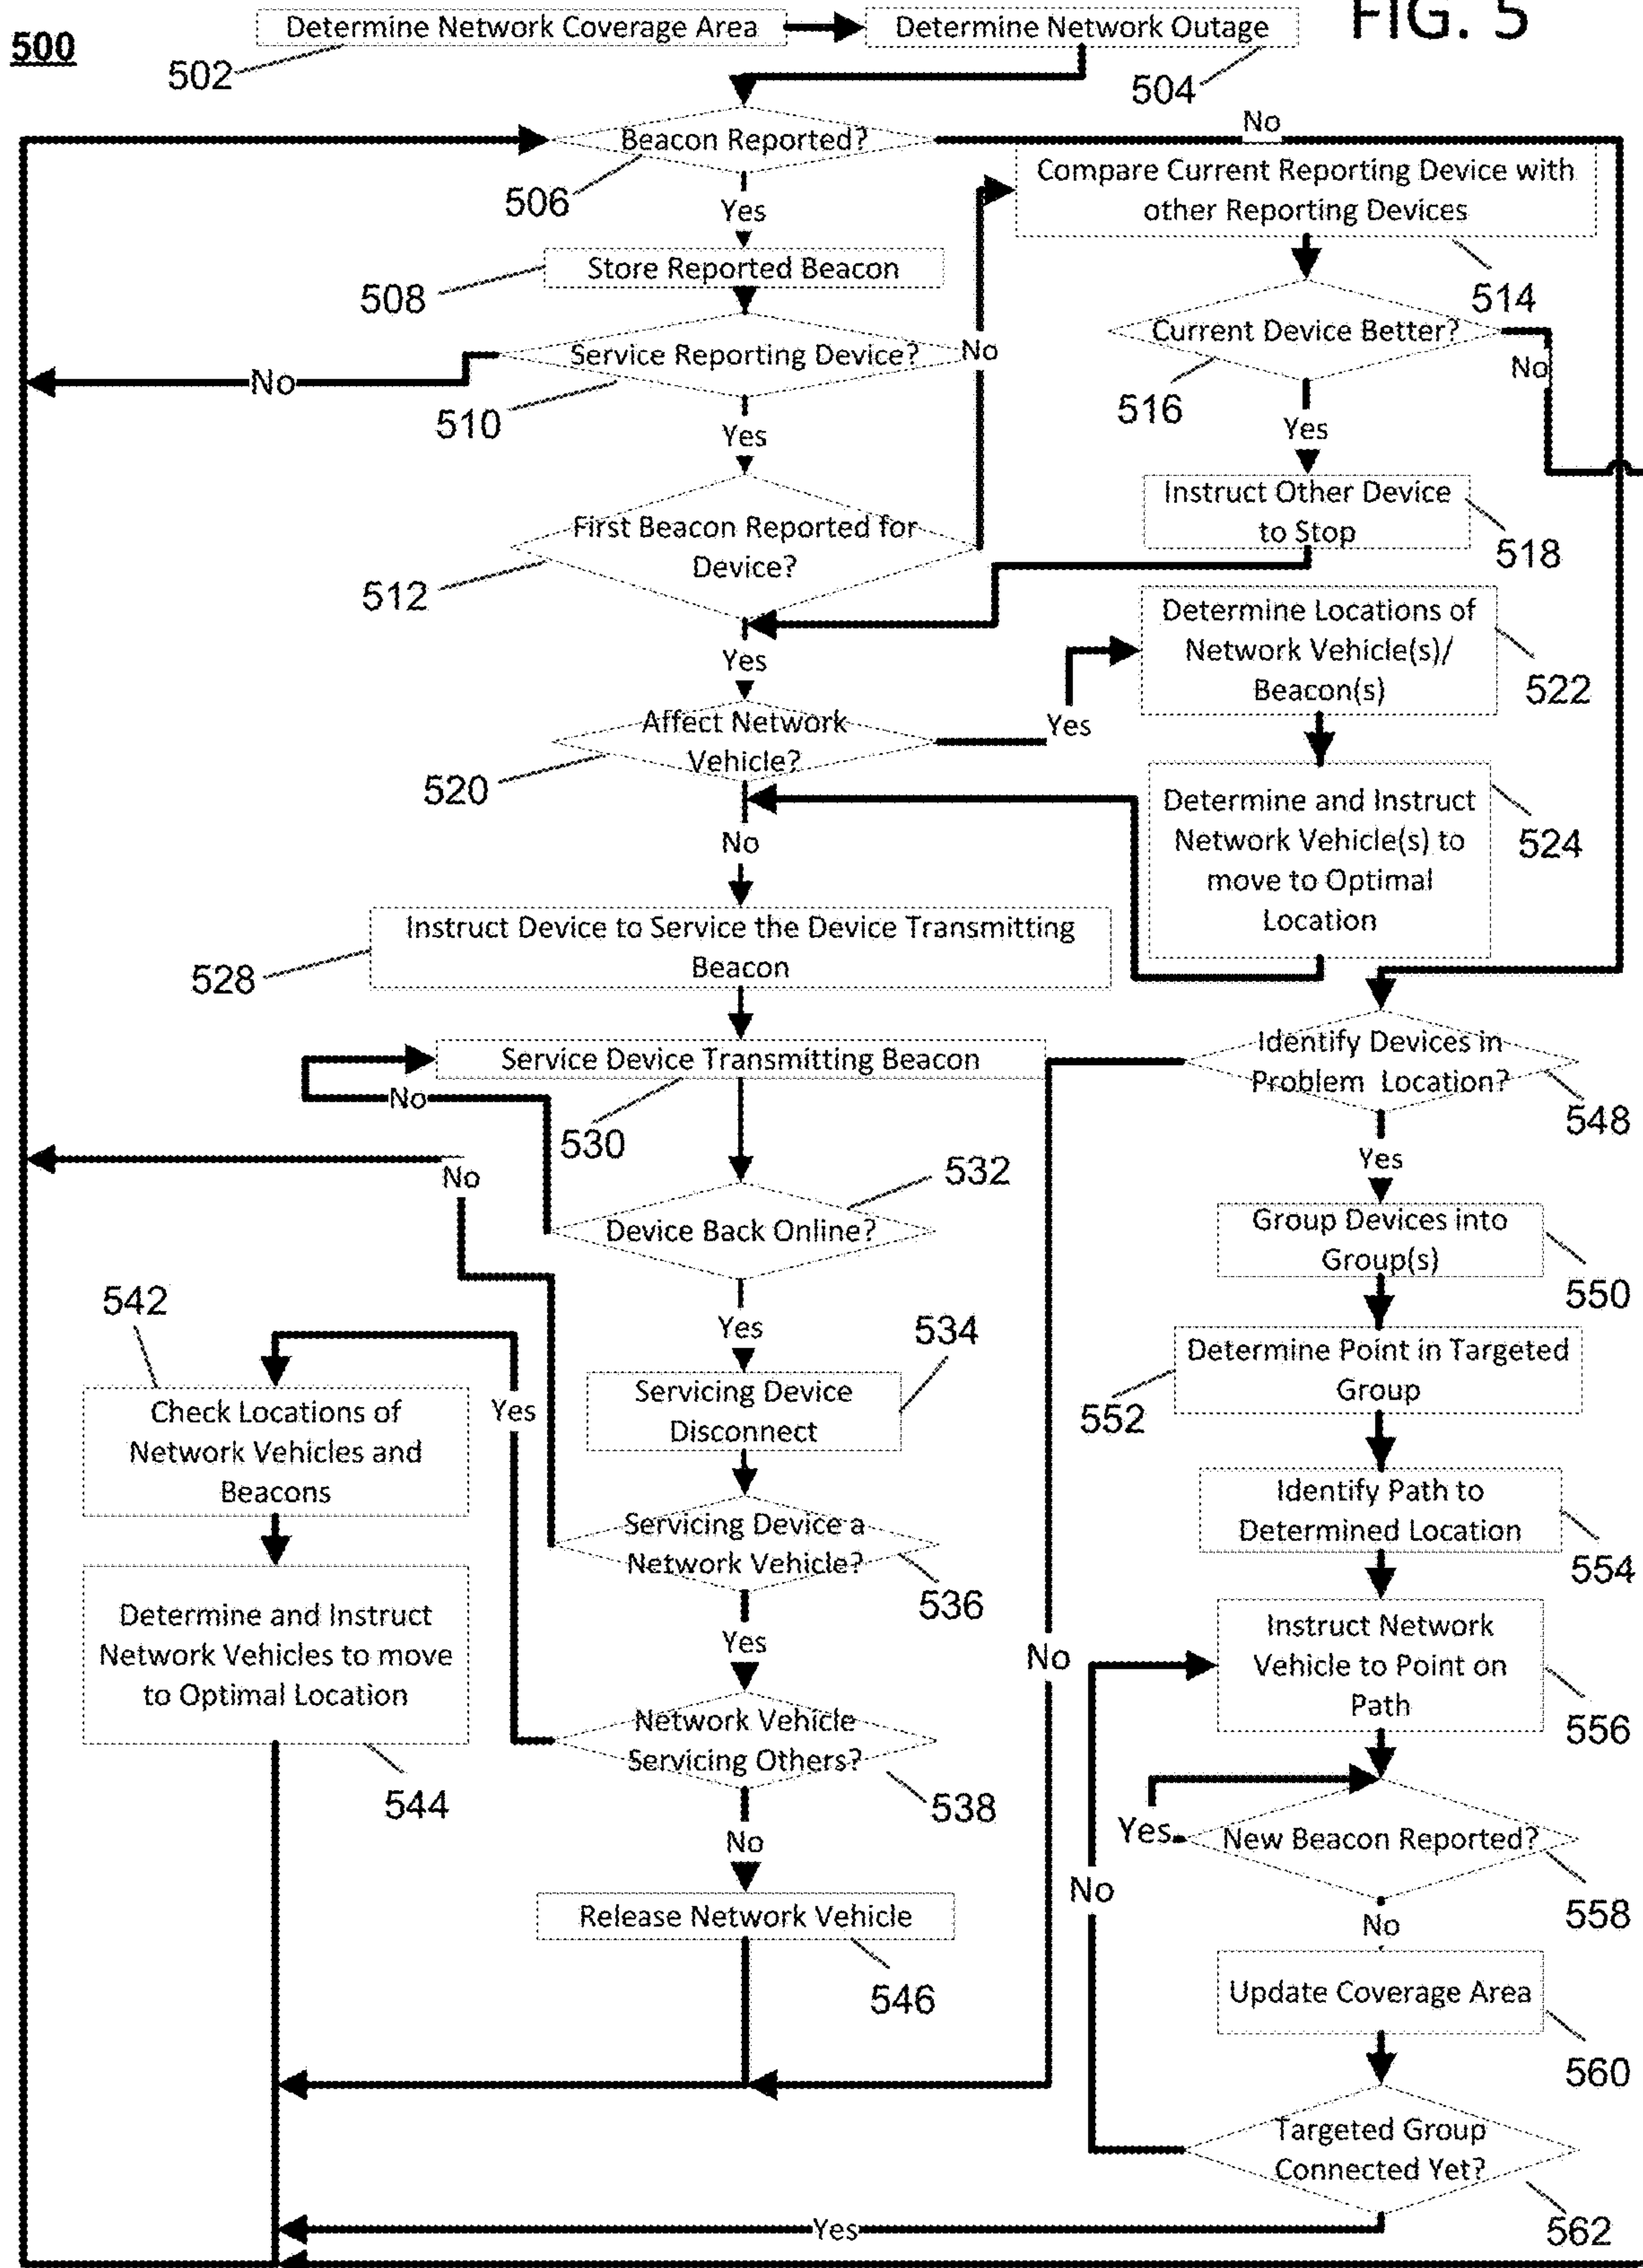 FIG. 5
500
Determine Network Coverage Area
502
Determine Network Outage
504
Beacon Reported?
506
No
Yes
Store Reported Beacon
508
Service Reporting Device?
510
No
Yes
First Beacon Reported for
Device?
512
No
Compare Current Reporting Device with
other Reporting Devices
514
Current Device Better?
516
No
Yes
Instruct Other Device
to Stop
518
Yes
Affect Network
Vehicle?
520
Yes
Determine Locations of
Network Vehicle(s)/
Beacon(s)
522
Determine and Instruct
Network Vehicle(s) to
move to Optimal
Location
524
No
Instruct Device to Service the Device Transmitting
Beacon
528
Service Device Transmitting Beacon
530
No
Device Back Online?
532
Yes
Servicing Device
Disconnect
534
Servicing Device a
Network Vehicle?
536
No
Yes
Network Vehicle
Servicing Others?
538
Yes
542
Check Locations of
Network Vehicles and
Beacons
Determine and Instruct
Network Vehicles to move
to Optimal Location
544
No
Release Network Vehicle
546
Identify Devices in
Problem Location?
548
No
Yes
Group Devices into
Group(s)
550
Determine Point in Targeted
Group
552
Identify Path to
Determined Location
554
Instruct Network
Vehicle to Point on
Path
556
New Beacon Reported?
558
Yes
No
Update Coverage Area
560
Targeted Group
Connected Yet?
562
No
Yes